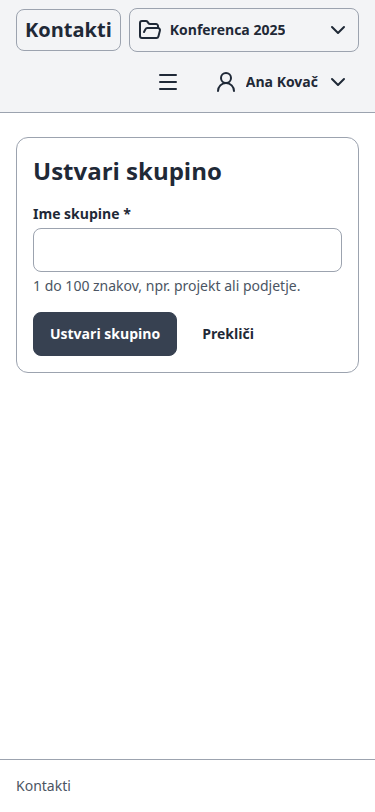 Kontakti
Konferenca 2025
Ana Kovač
Ustvari skupino
Ime skupine *
1 do 100 znakov, npr. projekt ali podjetje.
Ustvari skupino
Prekliči
Kontakti